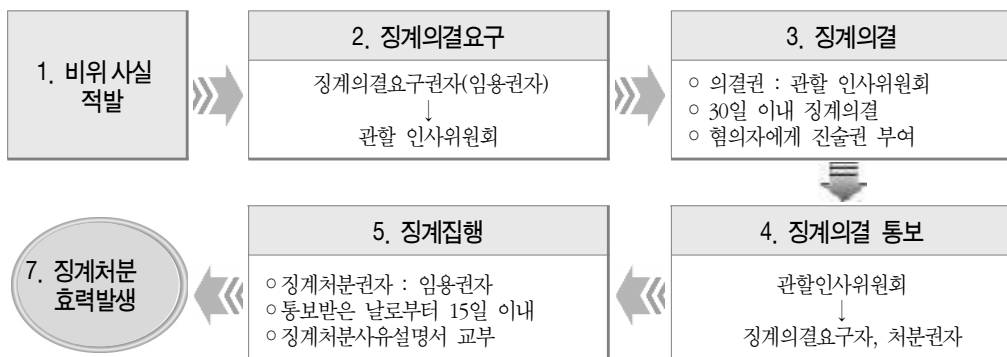 1. 비위 사실
적발
2. 징계의결요구
징계의결요구권자(임용권자)
↓
관할 인사위원회
3. 징계의결
○ 의결권 : 관할 인사위원회
○ 30일 이내 징계의결
○ 혐의자에게 진술권 부여
4. 징계의결 통보
관할인사위원회
↓
징계의결요구자, 처분권자
5. 징계집행
○징계처분권자 : 임용권자
○통보받은 날로부터 15일 이내
○징계처분사유설명서 교부
7. 징계처분
효력발생